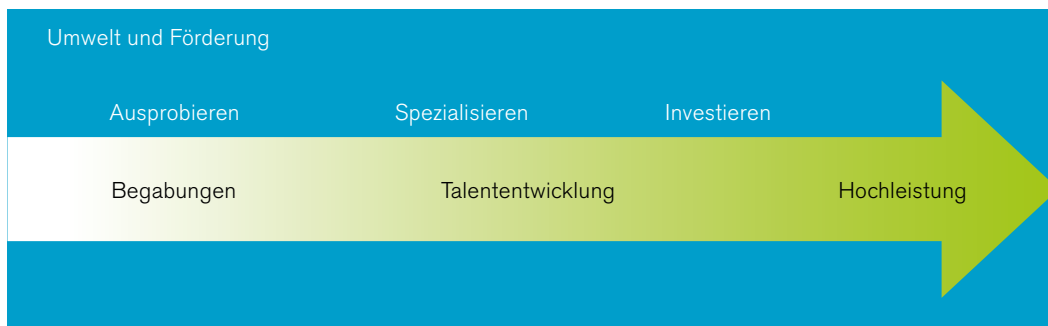 Umwelt und Förderung
Ausprobieren Spezialisieren Investieren
Begabungen Talententwicklung Hochleistung